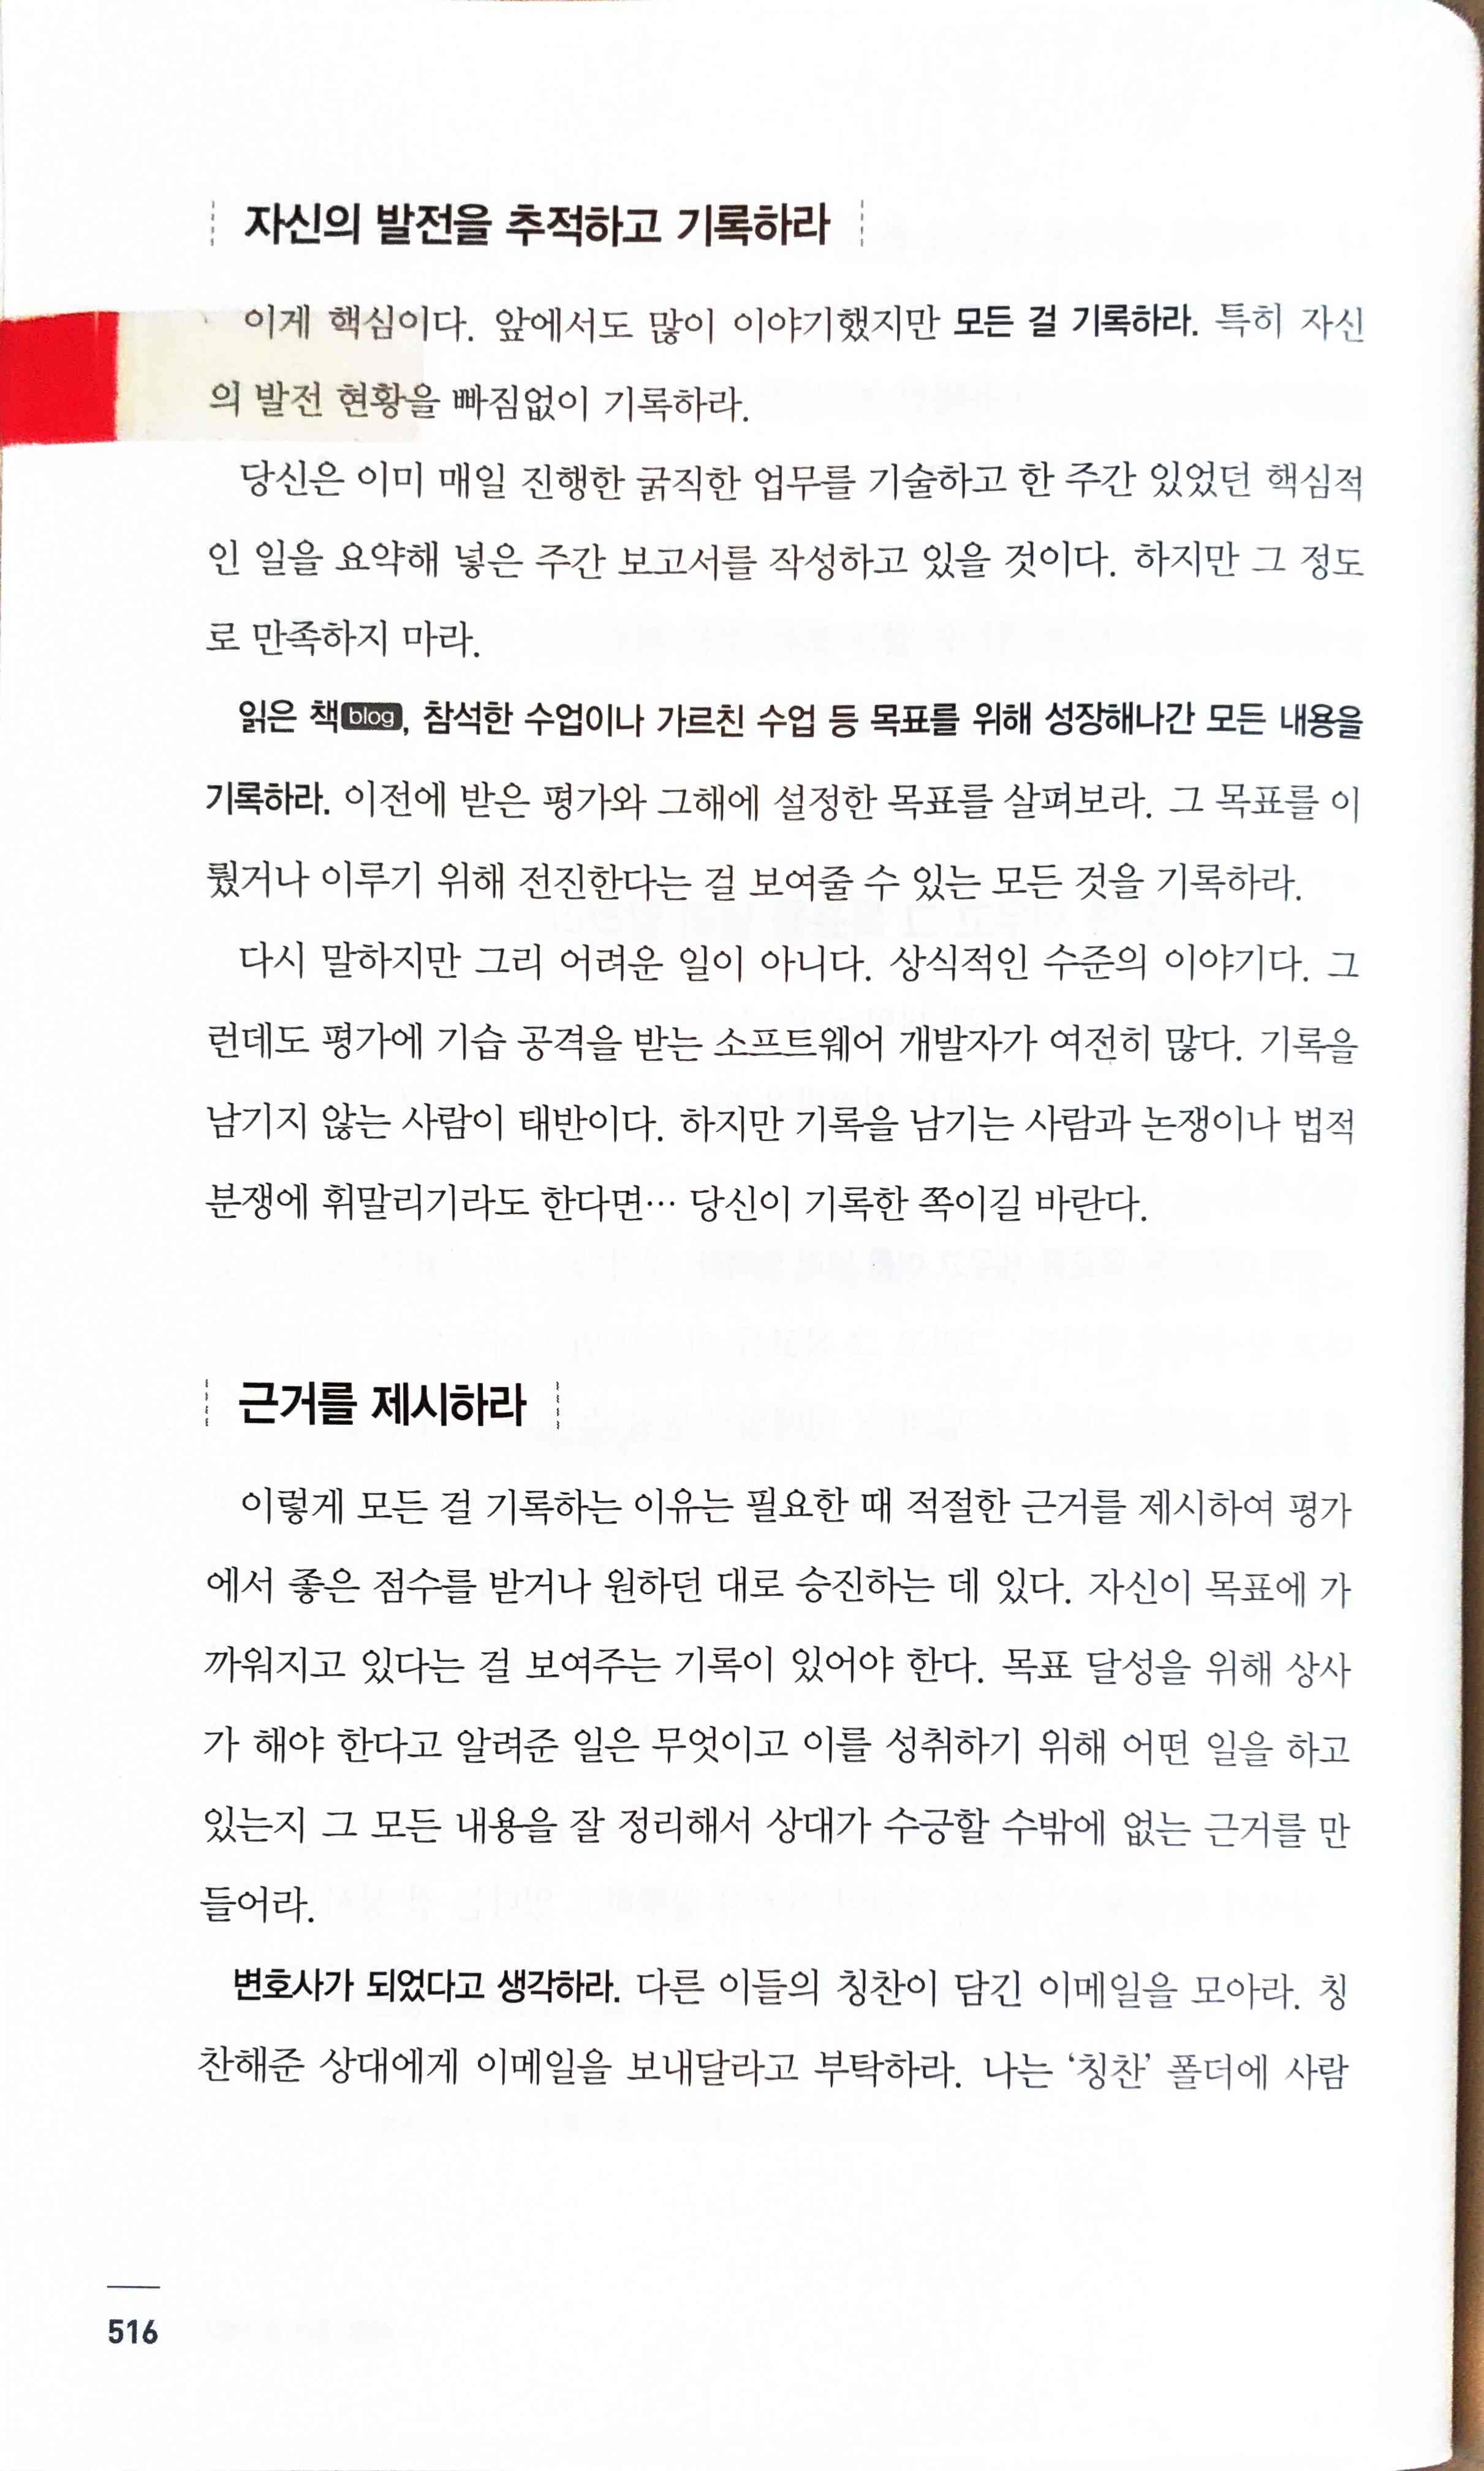 자신의 발전을 추적하고 기록하라
이게 핵심이다. 앞에서도 많이 이야기했지만 모든 걸 기록하라. 특히 자신
의 발전 현황을 빠짐없이 기록하라.
당신은 이미 매일 진행한 굵직한 업무를 기술하고 한 주간 있었던 핵심적
인 일을 요약해 넣은 주간 보고서를 작성하고 있을 것이다. 하지만 그 정도
로 만족하지 마라.
읽은 책blog, 참석한 수업이나 가르친 수업 등 목표를 위해 성장해나간 모든 내용을
기록하라. 이전에 받은 평가와 그해에 설정한 목표를 살펴보라. 그 목표를 이
뤘거나 이루기 위해 전진한다는 걸 보여줄 수 있는 모든 것을 기록하라.
다시 말하지만 그리 어려운 일이 아니다. 상식적인 수준의 이야기다. 그
런데도 평가에 기습 공격을 받는 소프트웨어 개발자가 여전히 많다. 기록을
남기지 않는 사람이 태반이다. 하지만 기록을 남기는 사람과 논쟁이나 법적
분쟁에 휘말리기라도 한다면… 당신이 기록한 쪽이길 바란다.
근거를 제시하라
이렇게 모든 걸 기록하는 이유는 필요한 때 적절한 근거를 제시하여 평가
에서 좋은 점수를 받거나 원하던 대로 승진하는 데 있다. 자신이 목표에 가
까워지고 있다는 걸 보여주는 기록이 있어야 한다. 목표 달성을 위해 상사
가 해야 한다고 알려준 일은 무엇이고 이를 성취하기 위해 어떤 일을 하고
있는지 그 모든 내용을 잘 정리해서 상대가 수긍할 수밖에 없는 근거를 만
들어라.
변호사가 되었다고 생각하라. 다른 이들의 칭찬이 담긴 이메일을 모아라. 칭
찬해준 상대에게 이메일을 보내달라고 부탁하라. 나는 ‘칭찬’ 폴더에 사람
516